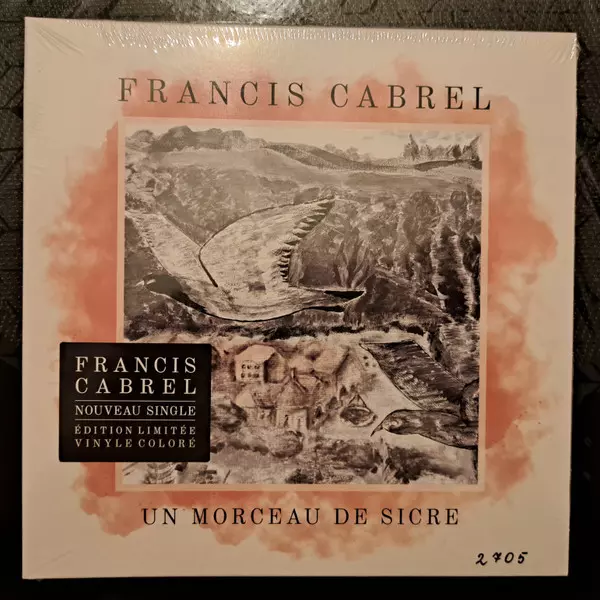 FRANCIS CABREL
FRANCIS
CABREL
NOUVEAU SINGLE
ÉDITION LIMITÉE
VINYLE COLORÉ
UN MORCEAU DE SICRE
2705